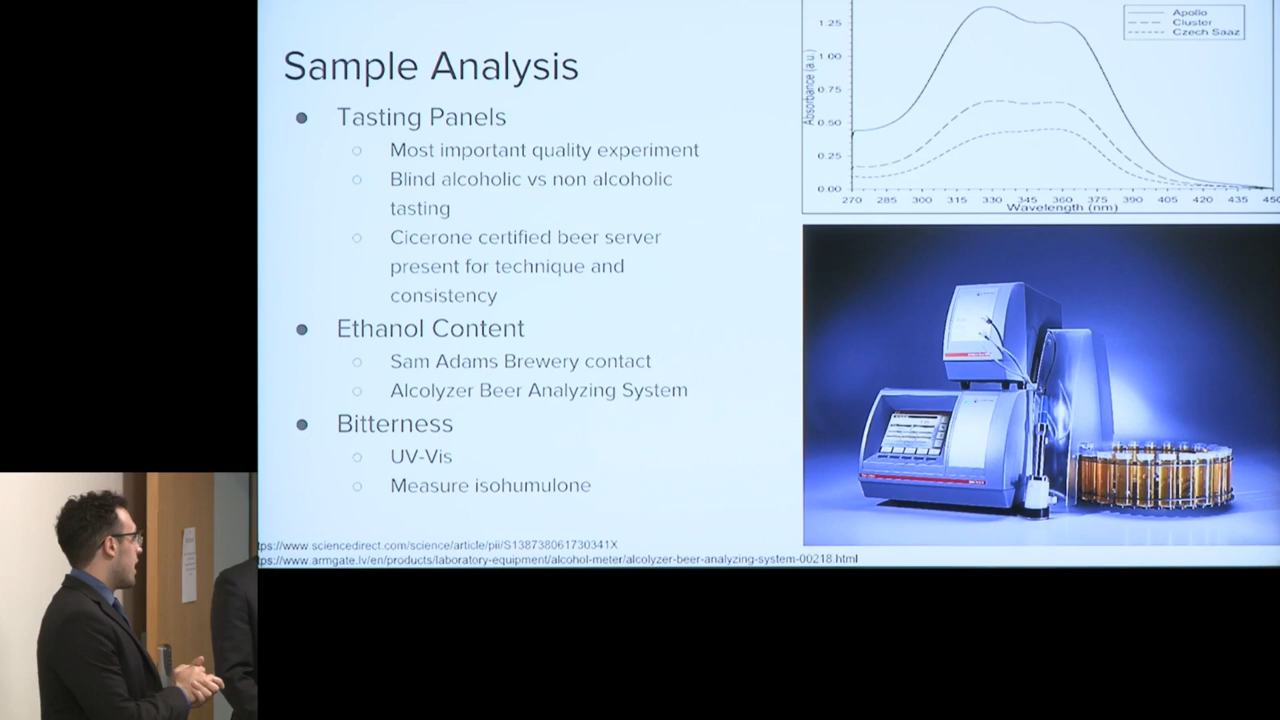 Sample Analysis
Tasting Panels
Most important quality experiment
Blind alcoholic vs non alcoholic
tasting
Cicerone certified beer server
present for technique and
consistency
Ethanol Content
Sam Adams Brewery contact
Alcolyzer Beer Analyzing System
Bitterness
UV-Vis
Measure isohumulone
tps://www.sciencedirect.com/science/article/pii/S138738061730341X
tps://www.armgate.lv/en/products/laboratory-equipment/alcohol-meter/alcolyzer-beer-analyzing-system-00218.html
Apollo
Cluster
Czech Saaz
Absorbance (a.u.)
1.25
1.00
0.75
0.50
0.25
0.00
270 285 300 315 330 345 360 375 390 405 420 435 450
Wavelength (nm)